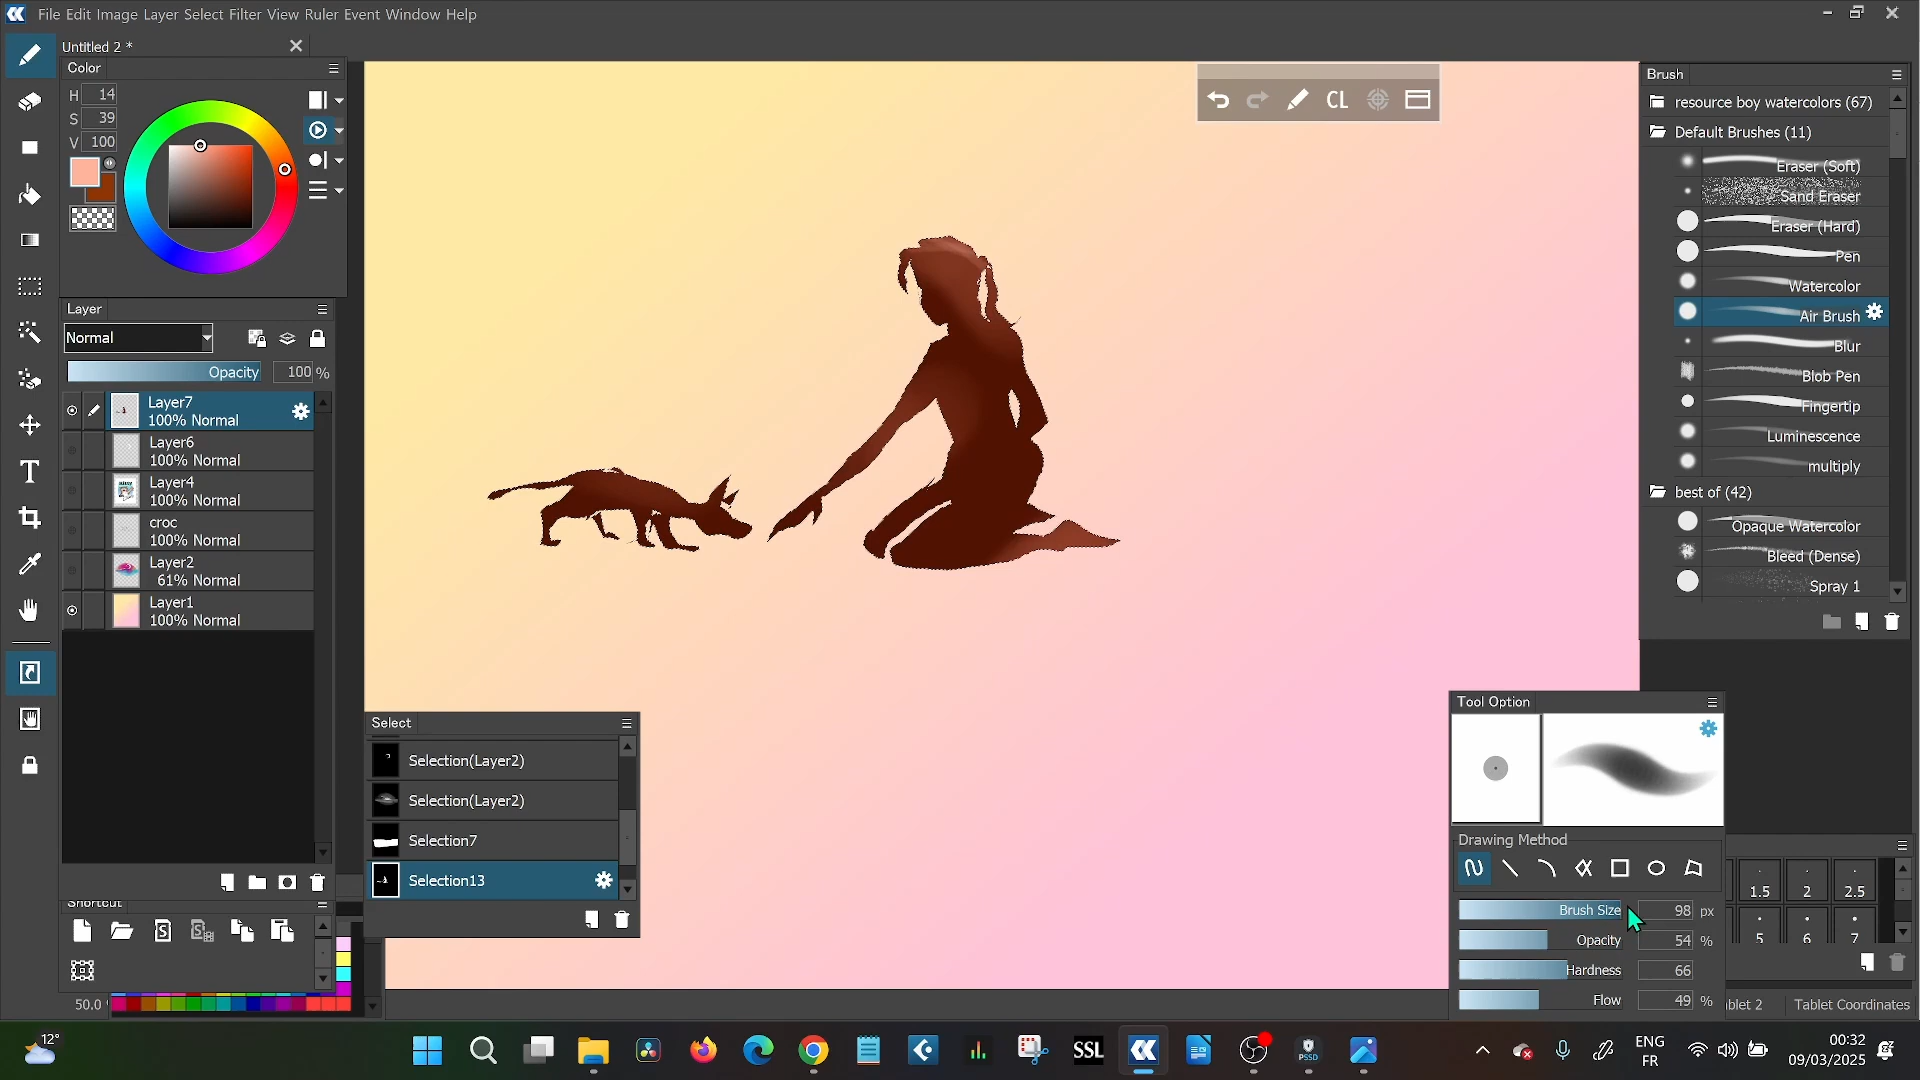 File Edit Image Layer Select Filter View Ruler Event Window Help
Untitled 2 *
Color
H 14
S 39
V 100
Layer
Normal
Opacity 100 %
Layer7
100% Normal
Layer6
100% Normal
Layer4
100% Normal
croc
100% Normal
Layer2
61% Normal
Layer1
100% Normal
Shortcut
50.0
CL
Select
Selection(Layer2)
Selection(Layer2)
Selection7
Selection13
Brush
resource boy watercolors (67)
Default Brushes (11)
Eraser (Soft)
Sand Eraser
Eraser (Hard)
Pen
Watercolor
Air Brush
Blur
Blob Pen
Fingertip
Luminescence
multiply
best of (42)
Opaque Watercolor
Bleed (Dense)
Spray 1
Tool Option
Drawing Method
Brush Size 98 px
Opacity 54 %
Hardness 66
Flow 49 %
1.5 2 2.5
5 6 7
blet 2 Tablet Coordinates
12°
SSL
PSSD
ENG
FR
00:32
09/03/2025